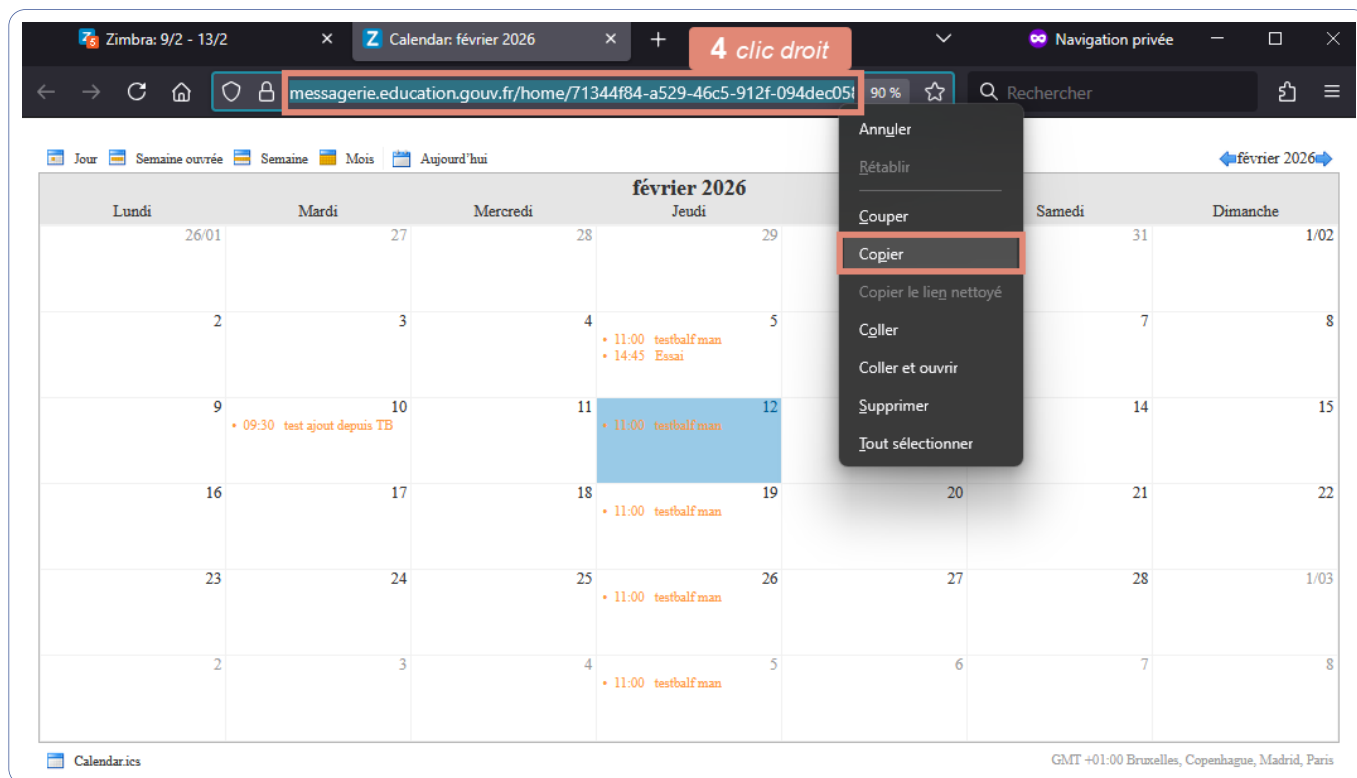 Zimbra: 9/2 - 13/2
Calendar: février 2026
4 clic droit
Navigation privée
messagerie.education.gouv.fr/home/71344f84-a529-46c5-912f-094dec05
90 %
Rechercher
Annuler
Rétablir
Couper
Copier
Copier le lien nettoyé
Coller
Coller et ouvrir
Supprimer
Tout sélectionner
Jour Semaine ouvrée Semaine Mois Aujourd'hui
février 2026
février 2026
Lundi Mardi Mercredi Jeudi Samedi Dimanche
26/01 27 28 29 31 1/02
2 3 4 5 7 8
• 11:00 testbalf man
• 14:45 Essai
9 10 11 12 14 15
• 09:30 test ajout depuis TB
• 11:00 testbalf man
16 17 18 19 20 21 22
• 11:00 testbalf man
23 24 25 26 27 28 1/03
• 11:00 testbalf man
2 3 4 5 6 7 8
• 11:00 testbalf man
Calendar.ics
GMT +01:00 Bruxelles, Copenhague, Madrid, Paris